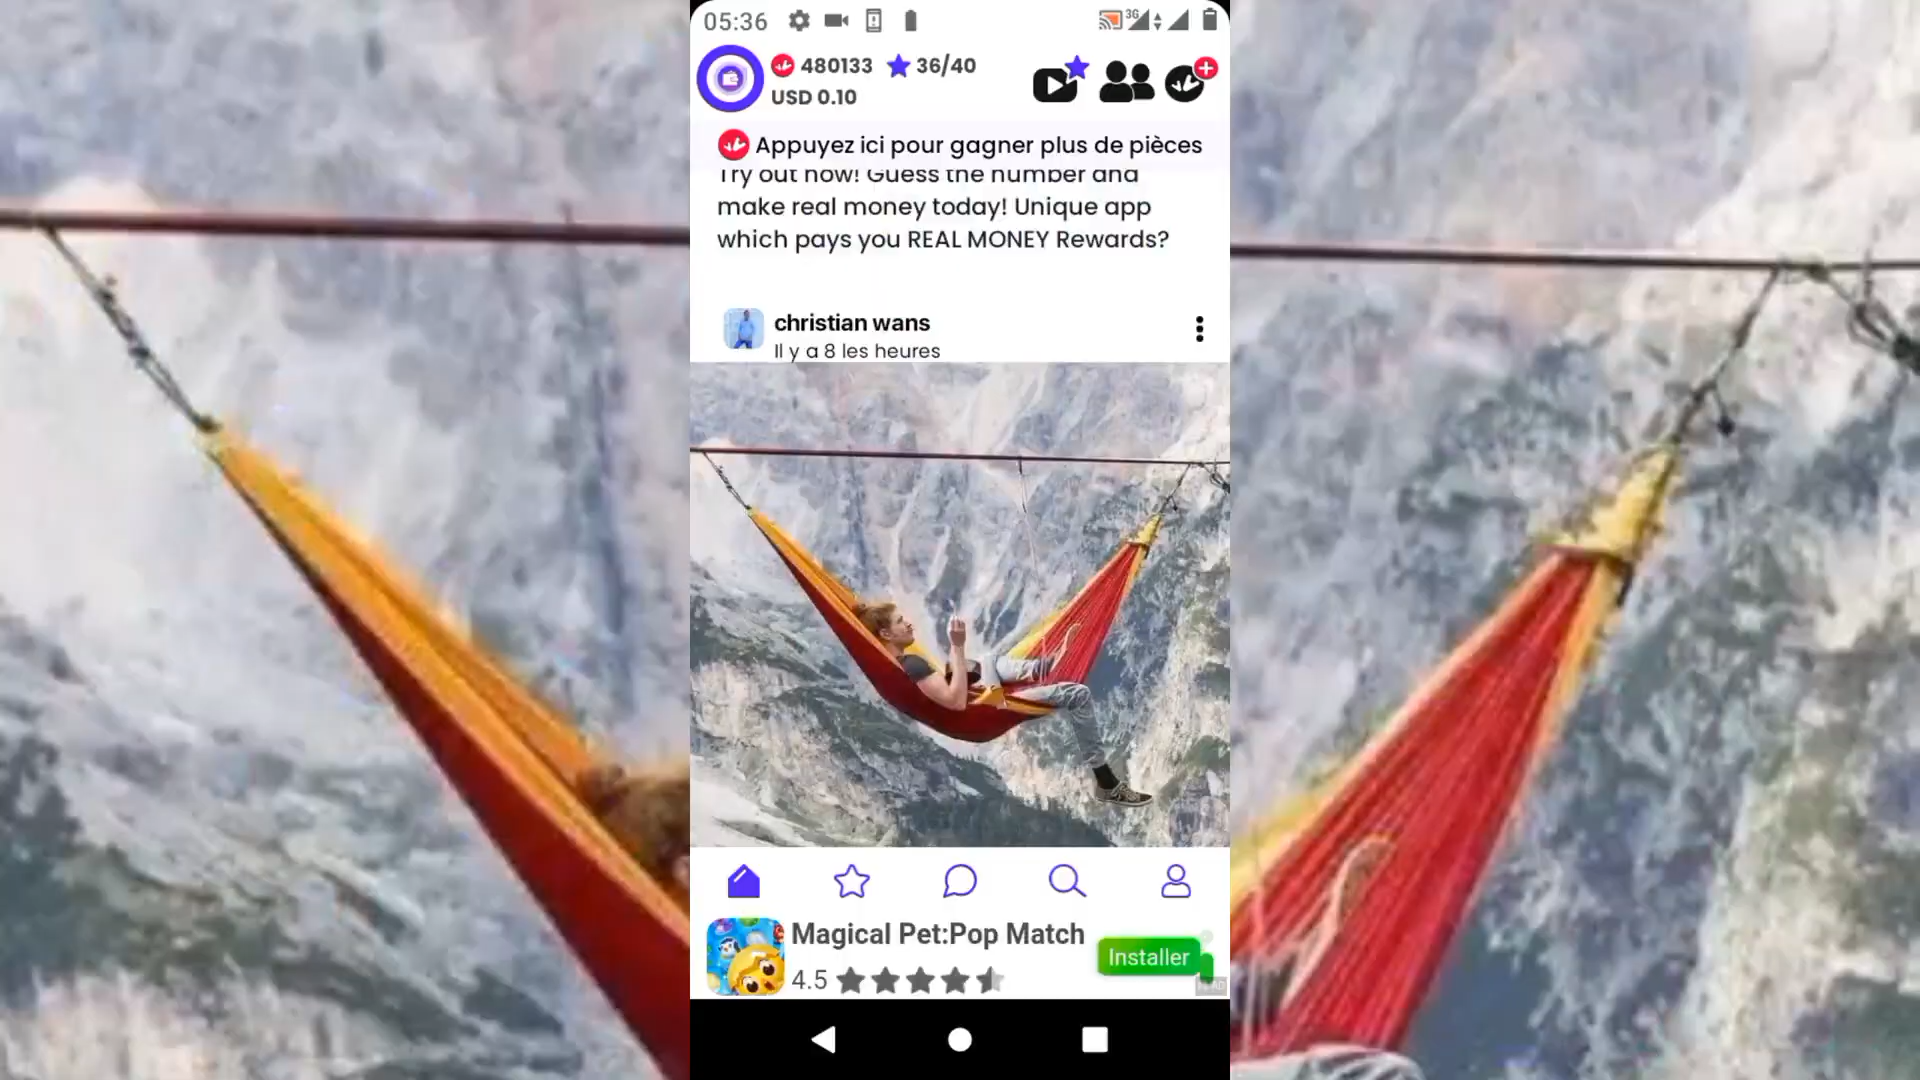 05:36
3G
480133 36/40
USD 0.10
Appuyez ici pour gagner plus de pièces
Try out now! Guess the number and
make real money today! Unique app
which pays you REAL MONEY Rewards?
christian wans
Il y a 8 les heures
Magical Pet:Pop Match
4.5
Installer